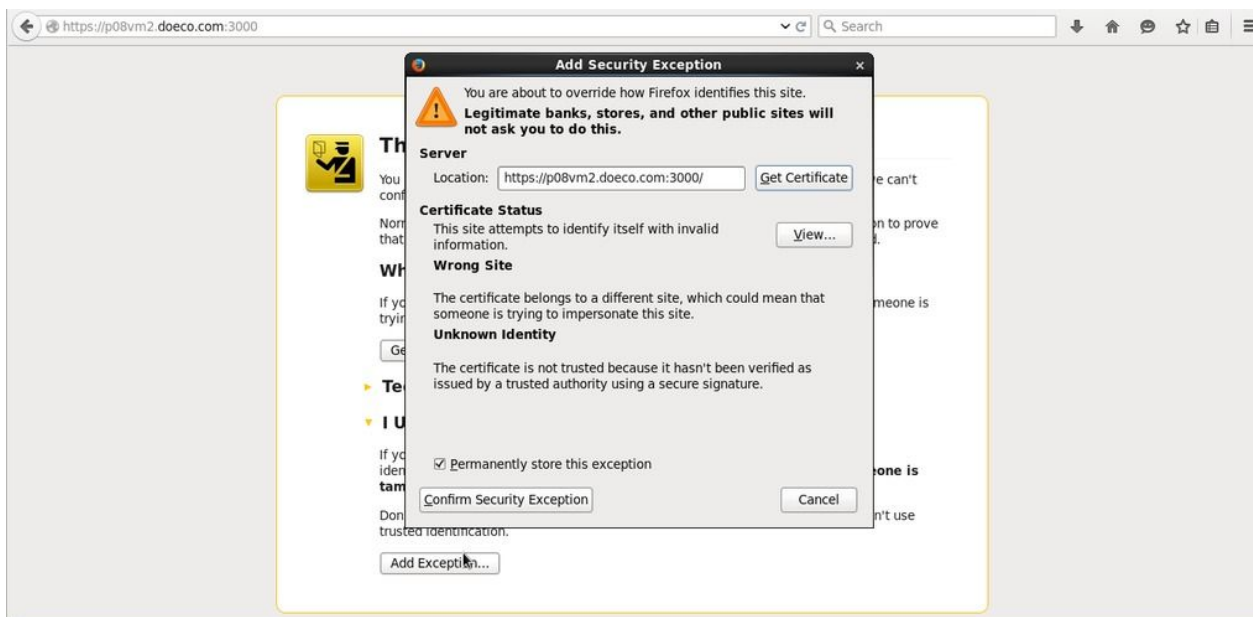 https://p08vm2.doeco.com:3000
Search
Add Security Exception
You are about to override how Firefox identifies this site.
Legitimate banks, stores, and other public sites will
not ask you to do this.
Server
Location:
https://p08vm2.doeco.com:3000/
Get Certificate
Certificate Status
This site attempts to identify itself with invalid
information.
View...
Wrong Site
The certificate belongs to a different site, which could mean that
someone is trying to impersonate this site.
Unknown Identity
The certificate is not trusted because it hasn't been verified as
issued by a trusted authority using a secure signature.
Permanently store this exception
Confirm Security Exception
Cancel
Th
You
e can't
conf
Norm
on to prove
that
Wh
If yo
meone is
tryin
Ge
Te
I U
If yo
iden
eone is
tam
Don
n't use
trusted identification.
Add Exception...